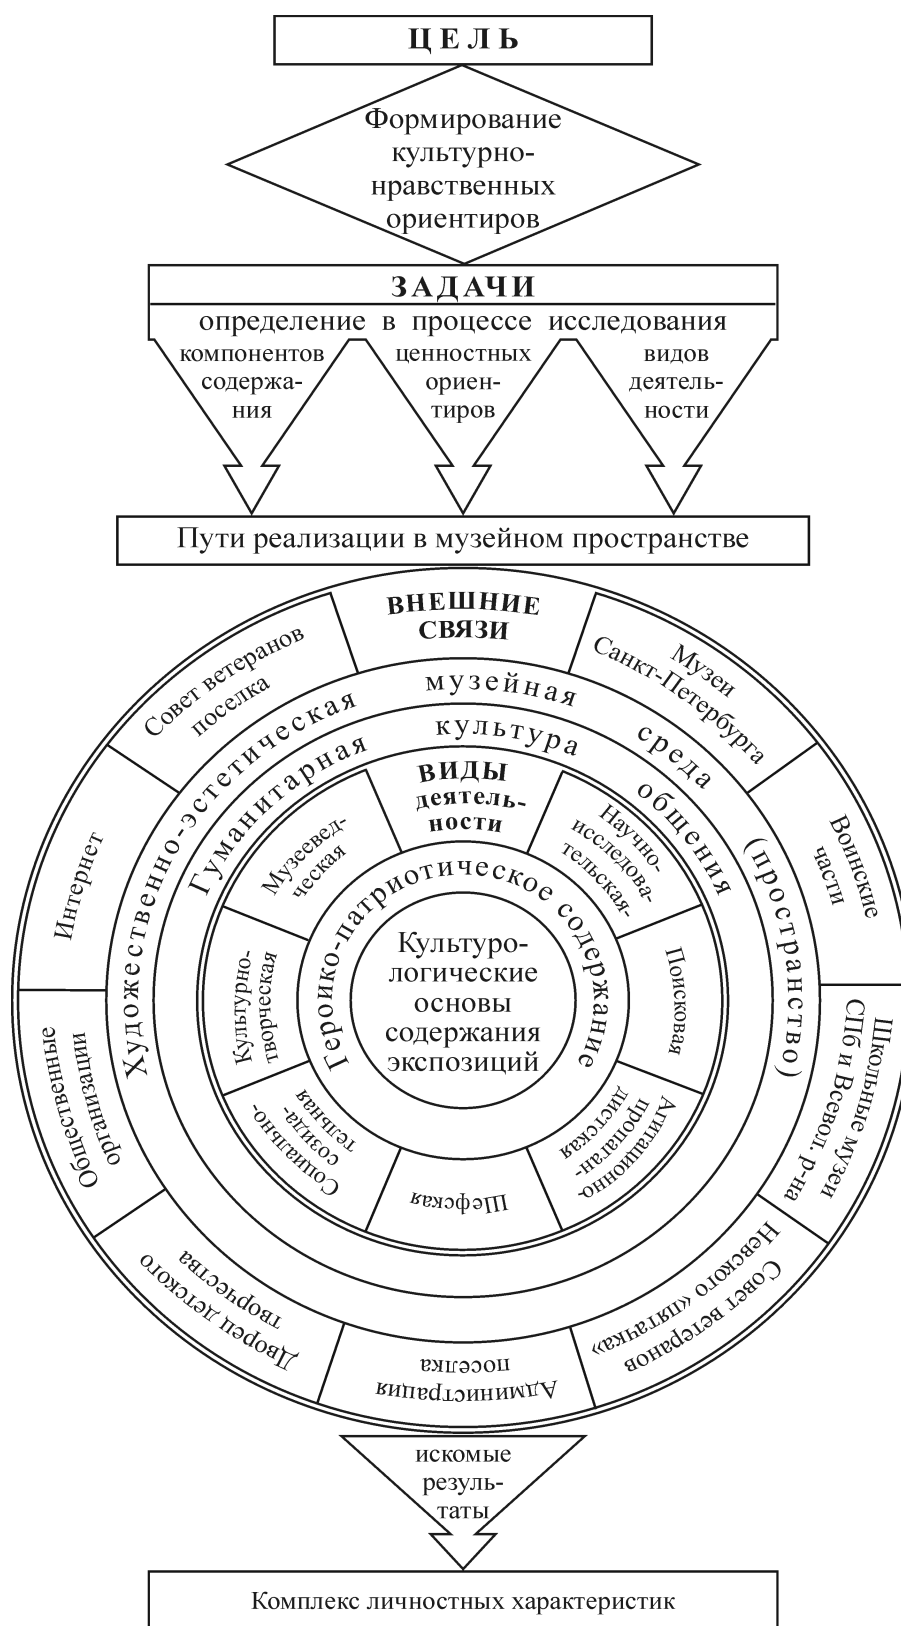 ЦЕЛЬ
Формирование
культурно-
нравственных
ориентиров
ЗАДАЧИ
определение в процессе исследования
компонентов
содержа-
ния
ценностных
ориен-
тиров
видов
деятель-
ности
Пути реализации в музейном пространстве
ВНЕШНИЕ
СВЯЗИ
Музеи
Санкт-Петербурга
Воинские
части
Школьные музеи
СПб и Всевол. р-на
Совет ветеранов
Невского «пятачка»
Администрация
поселка
Дворец детского
творчества
Общественные
организации
Интернет
Совет ветеранов
поселка
Художественно-эстетическая музейная среда (пространство)
Гуманитарная культура общения
ВИДЫ
деятель-
ности
Научно-
исследова-
тельская-
Поисковая
Агитационно-
пропаган-
дистская
Шефская
Социально-
созида-
тельная
Культурно-
творческая
Музеевед-
ческая
Героико-патриотическое содержание
Культуро-
логические
основы
содержания
экспозиций
искомые
резуль-
таты
Комплекс личностных характеристик